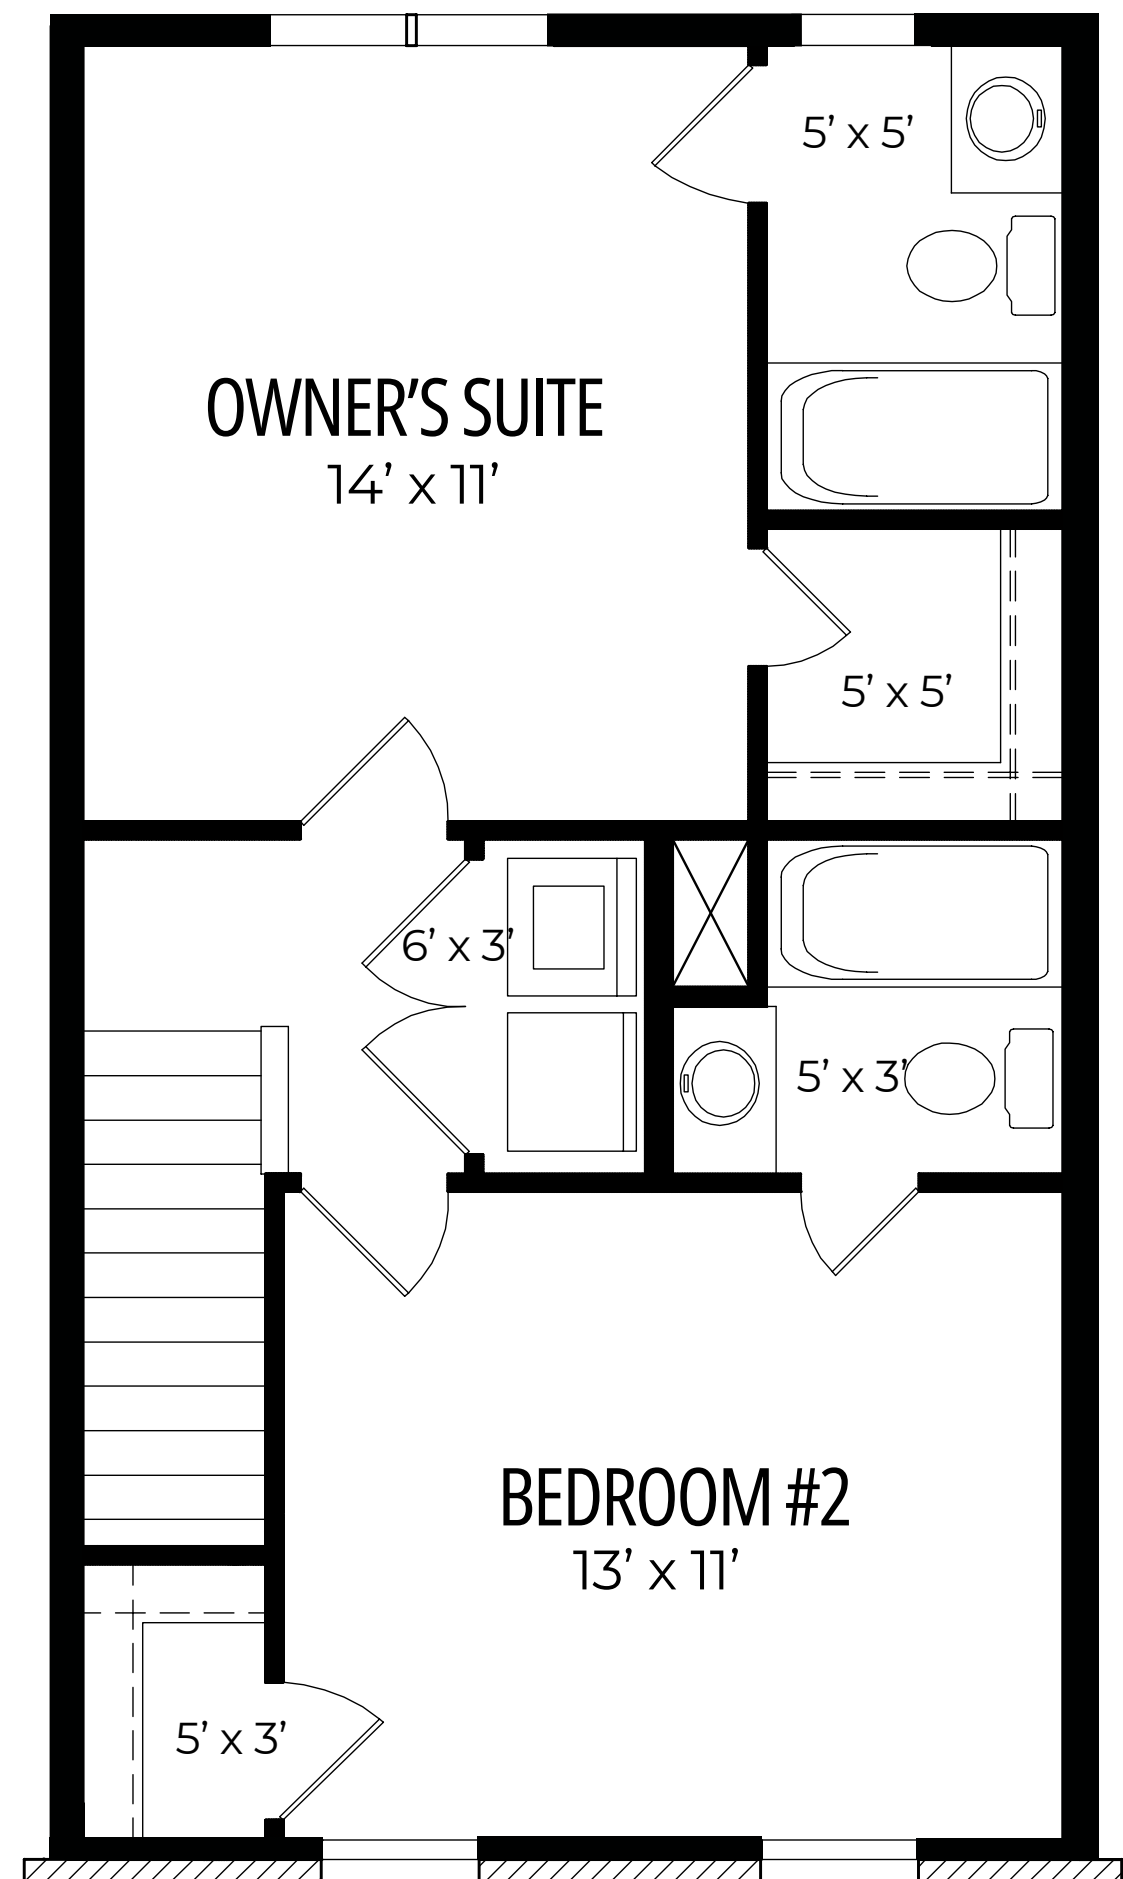 5’ x 5’
OWNER’S SUITE
14’ x 11’
5’ x 5’
6’ x 3’
5’ x 3’
BEDROOM #2
13’ x 11’
5’ x 3’